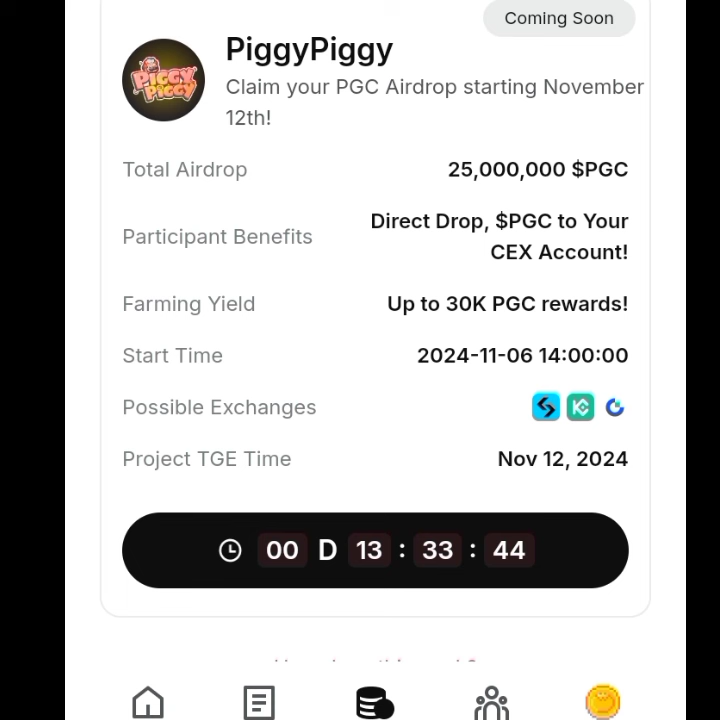 Coming Soon
PiggyPiggy
Claim your PGC Airdrop starting November
12th!
PIGGY
PIGGY
Total Airdrop 25,000,000 $PGC
Participant Benefits Direct Drop, $PGC to Your
CEX Account!
Farming Yield Up to 30K PGC rewards!
Start Time 2024-11-06 14:00:00
Possible Exchanges
Project TGE Time Nov 12, 2024
00 D 13 : 33 : 44